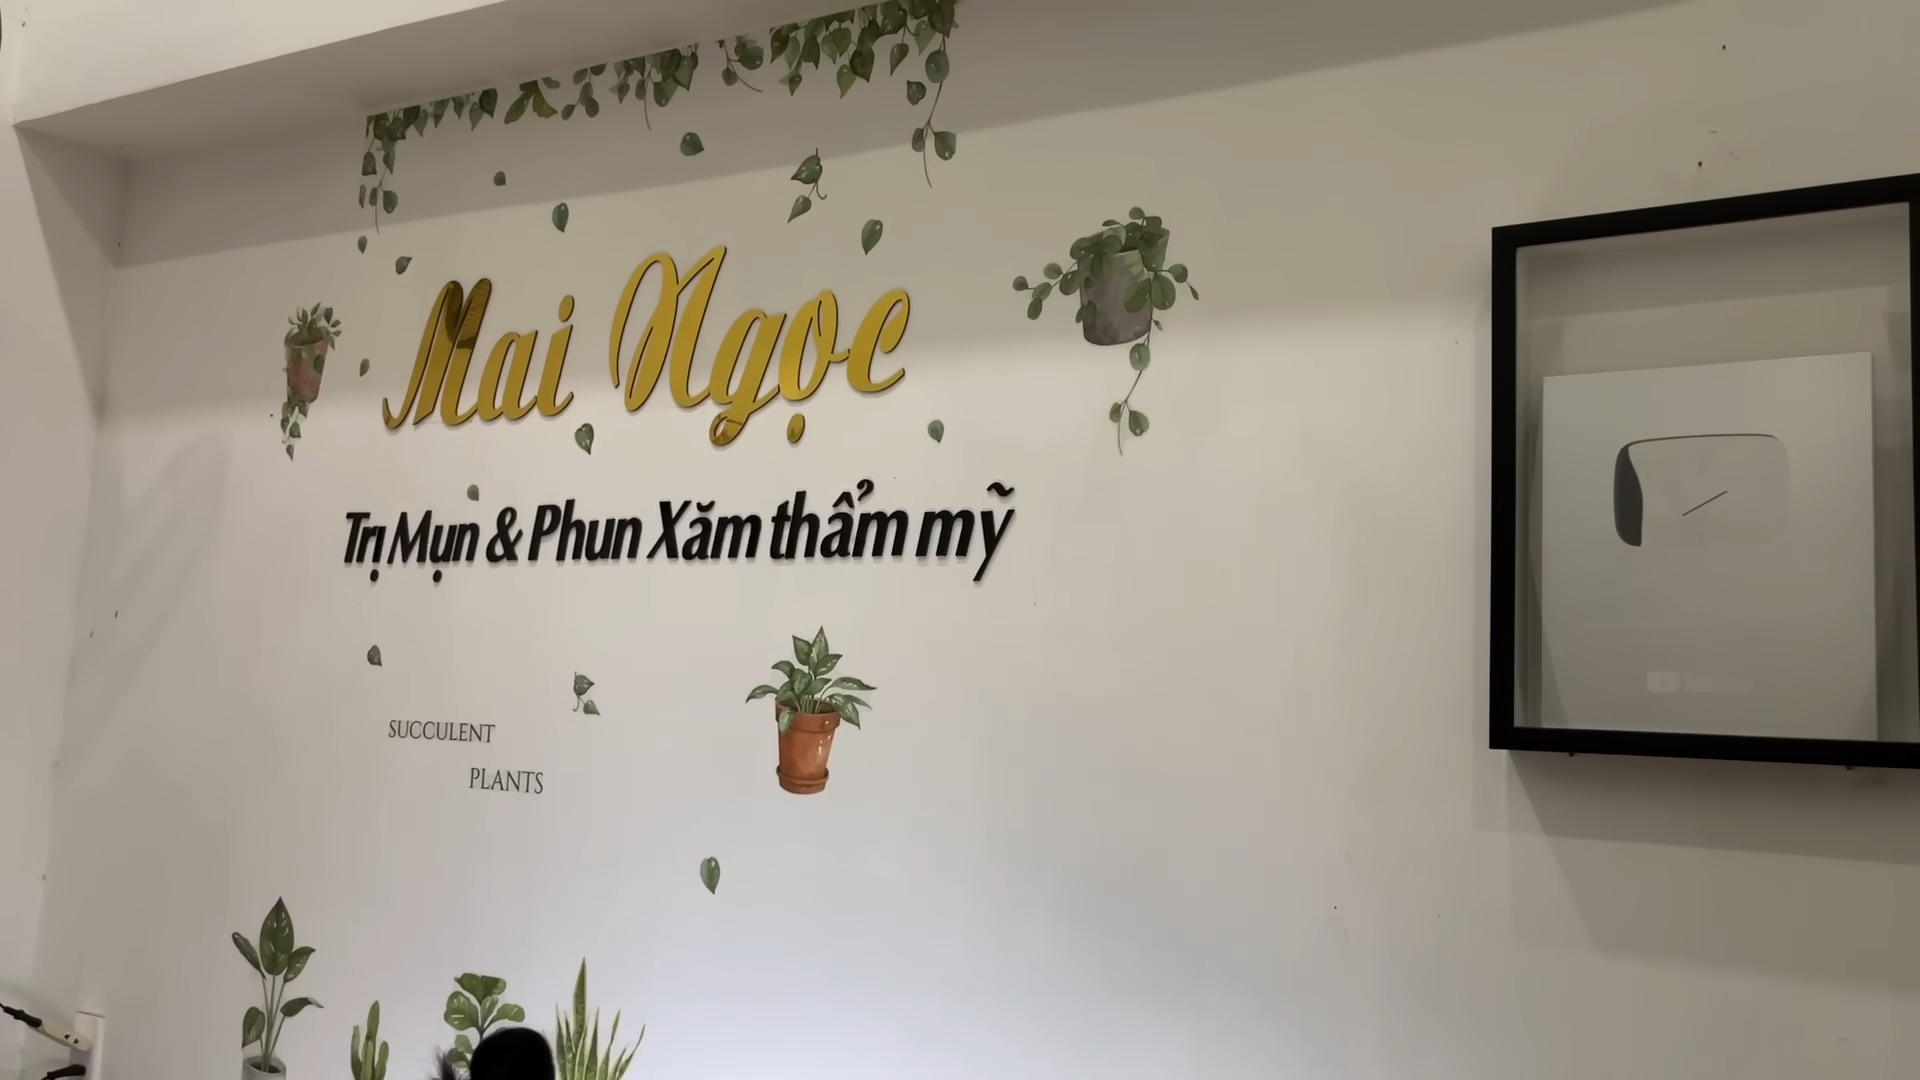 Mai Ngọc
Trị Mụn & Phun Xăm thẩm mỹ
SUCCULENT
PLANTS